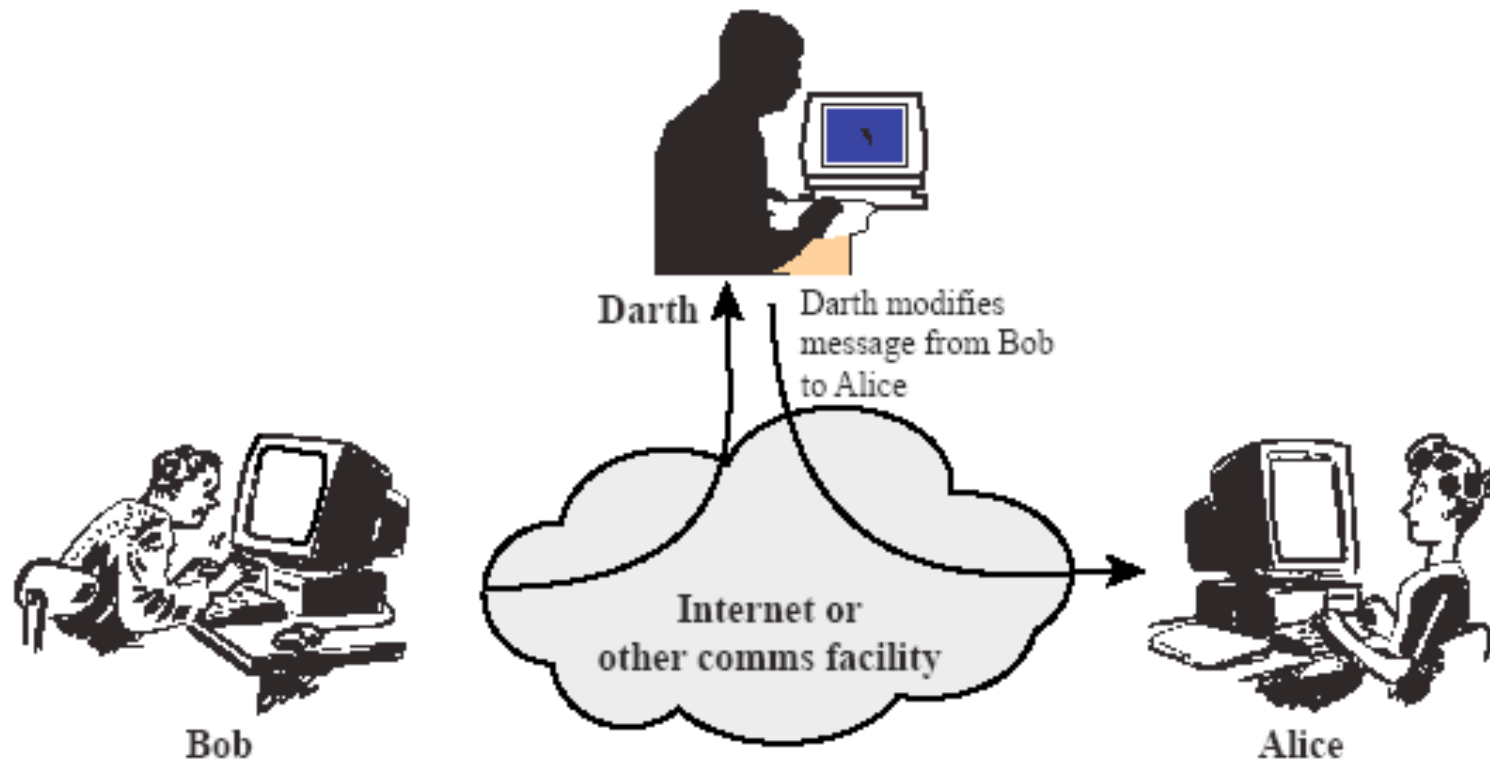 Darth
Darth modifies
message from Bob
to Alice
Internet or
other comms facility
Bob
Alice